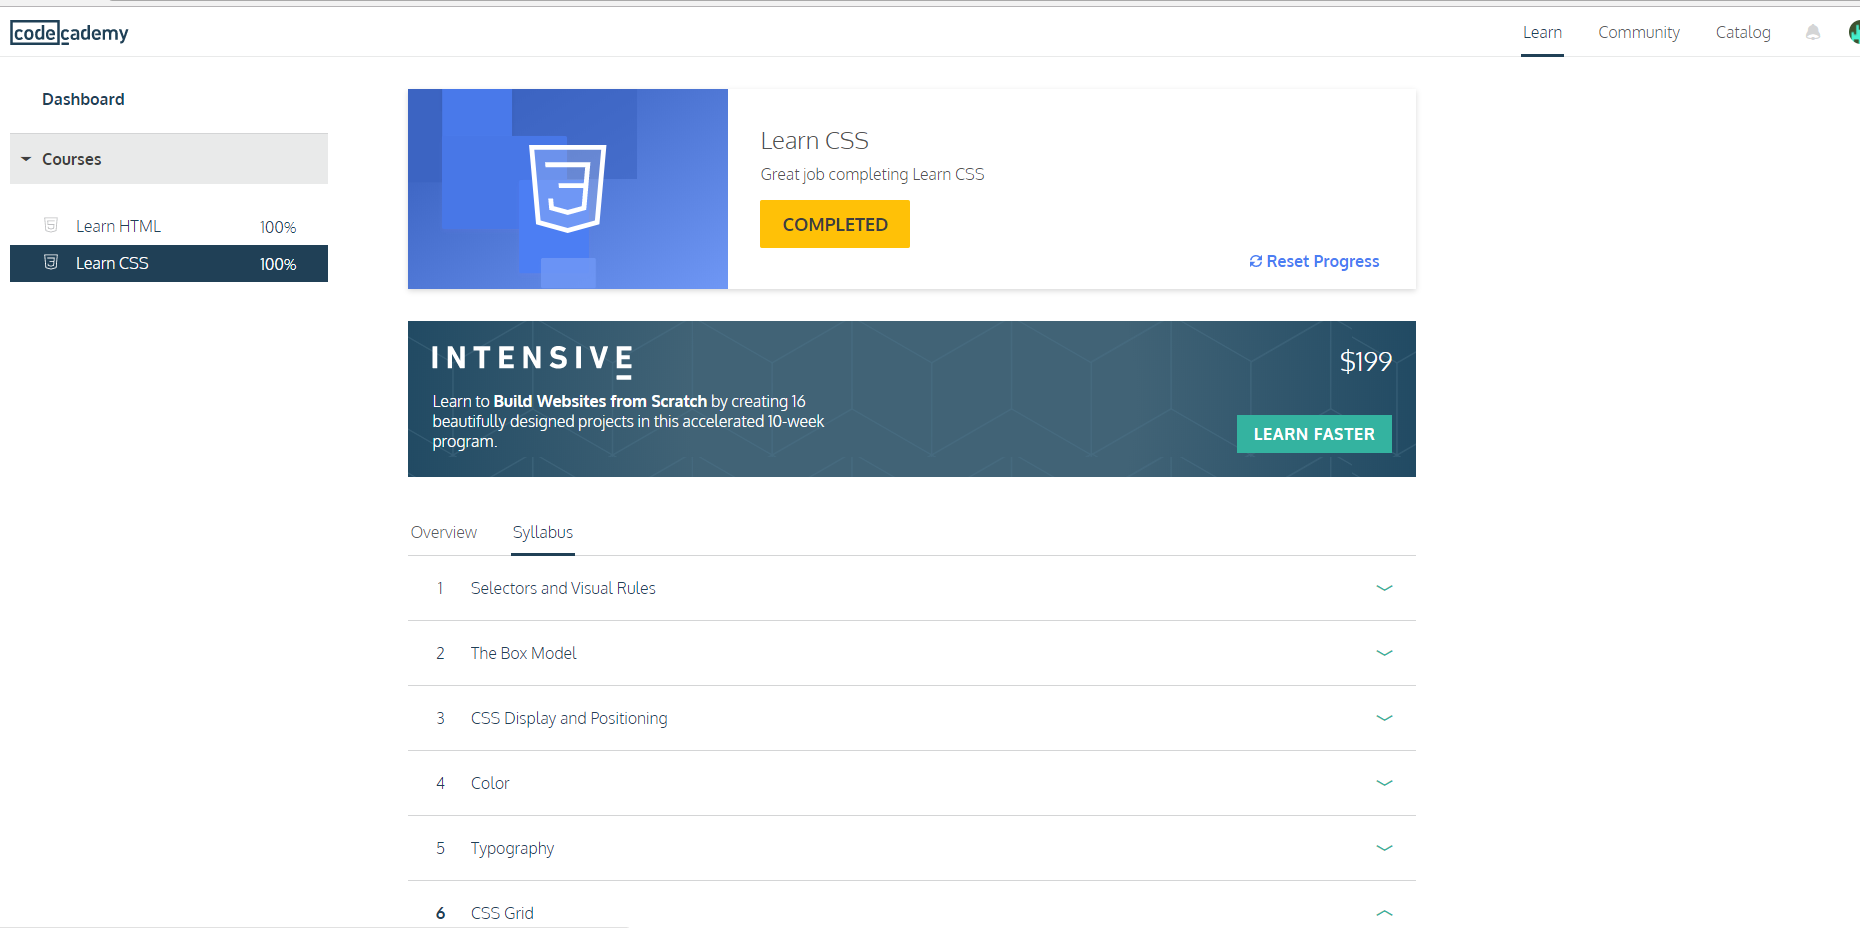 codecademy
Learn Community Catalog
Dashboard
Courses
Learn HTML 100%
Learn CSS 100%
Learn CSS
Great job completing Learn CSS
COMPLETED
Reset Progress
INTENSIVE
$199
Learn to Build Websites from Scratch by creating 16
beautifully designed projects in this accelerated 10-week
program.
LEARN FASTER
Overview Syllabus
1 Selectors and Visual Rules
2 The Box Model
3 CSS Display and Positioning
4 Color
5 Typography
6 CSS Grid